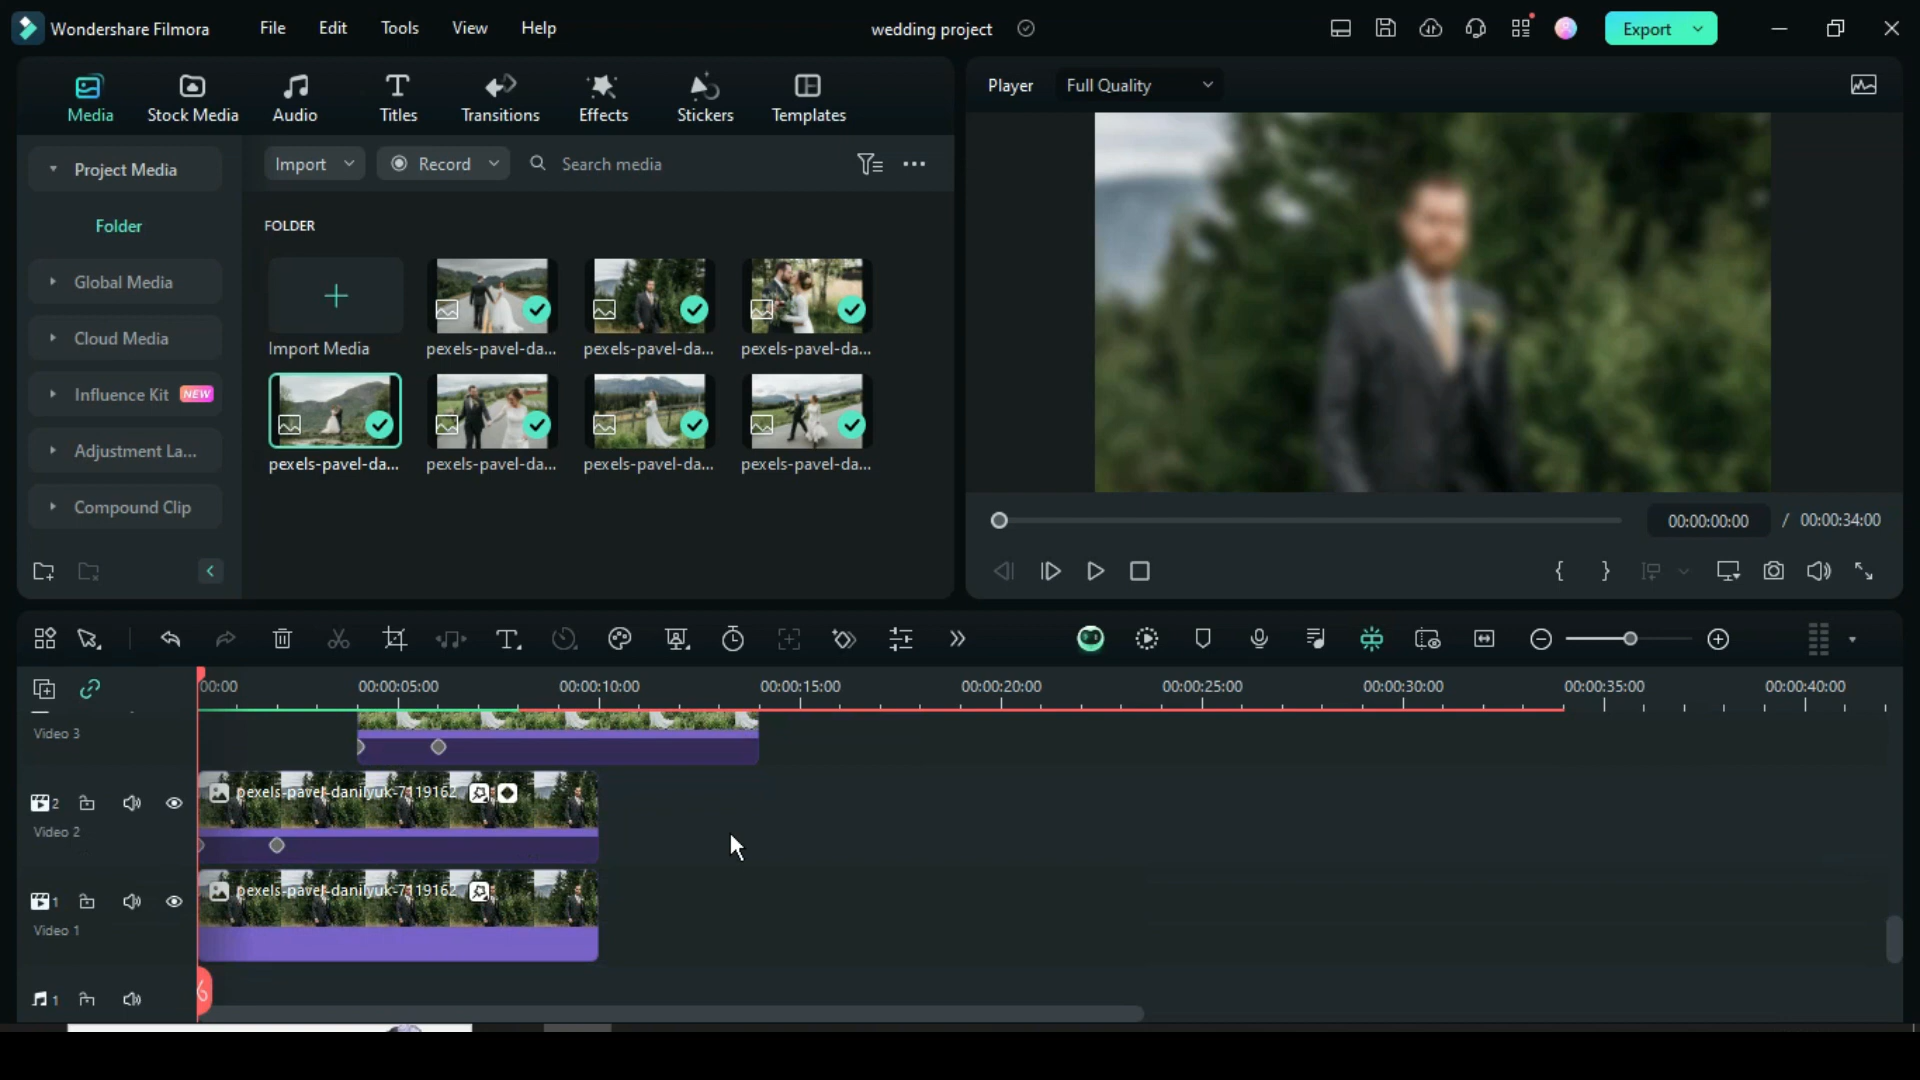 Wondershare Filmora
File
Edit
Tools
View
Help
wedding project
Export
Media
Stock Media
Audio
Titles
Transitions
Effects
Stickers
Templates
Player
Full Quality
Project Media
Import
Record
Search media
Folder
FOLDER
Global Media
Cloud Media
Influence Kit NEW
Adjustment La...
Compound Clip
Import Media
pexels-pavel-da...
pexels-pavel-da...
pexels-pavel-da...
pexels-pavel-da...
pexels-pavel-da...
pexels-pavel-da...
pexels-pavel-da...
00:00:00:00 / 00:00:34:00
00:00
00:00:05:00
00:00:10:00
00:00:15:00
00:00:20:00
00:00:25:00
00:00:30:00
00:00:35:00
00:00:40:00
Video 3
2
Video 2
pexels-pavel-danilyuk-7119162
1
Video 1
pexels-pavel-danilyuk-7119162
1